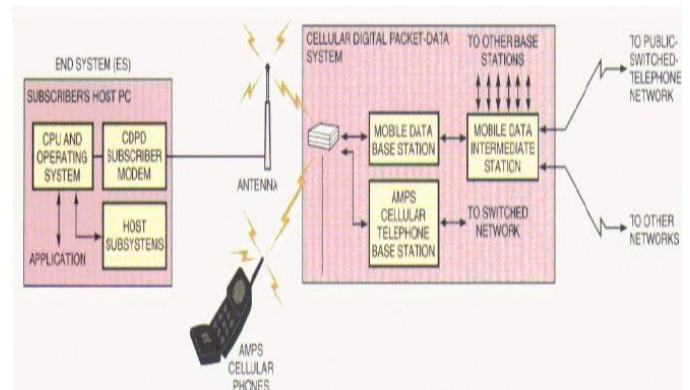 END SYSTEM (ES)
SUBSCRIBER'S HOST PC
CPU AND
OPERATING
SYSTEM
CDPD
SUBSCRIBER
MODEM
HOST
SUBSYSTENS
APPLICATION
ANTENNA
AMPS
CELLULAR
PHONES
CELLULAR DIGITAL PACKET-DATA
SYSTEM
TO OTHER BASE
STATIONS
MOBILE DATA
BASE STATION
MOBILE DATA
INTERMEDIATE
STATION
AMPS
CELLULAR
TELEPHONE
BASE STATION
TO SWITCHED
NETWORK
TO PUBLIC-
SWITCHED-
TELEPHONE
NETWORK
TO OTHER
NETWORKS